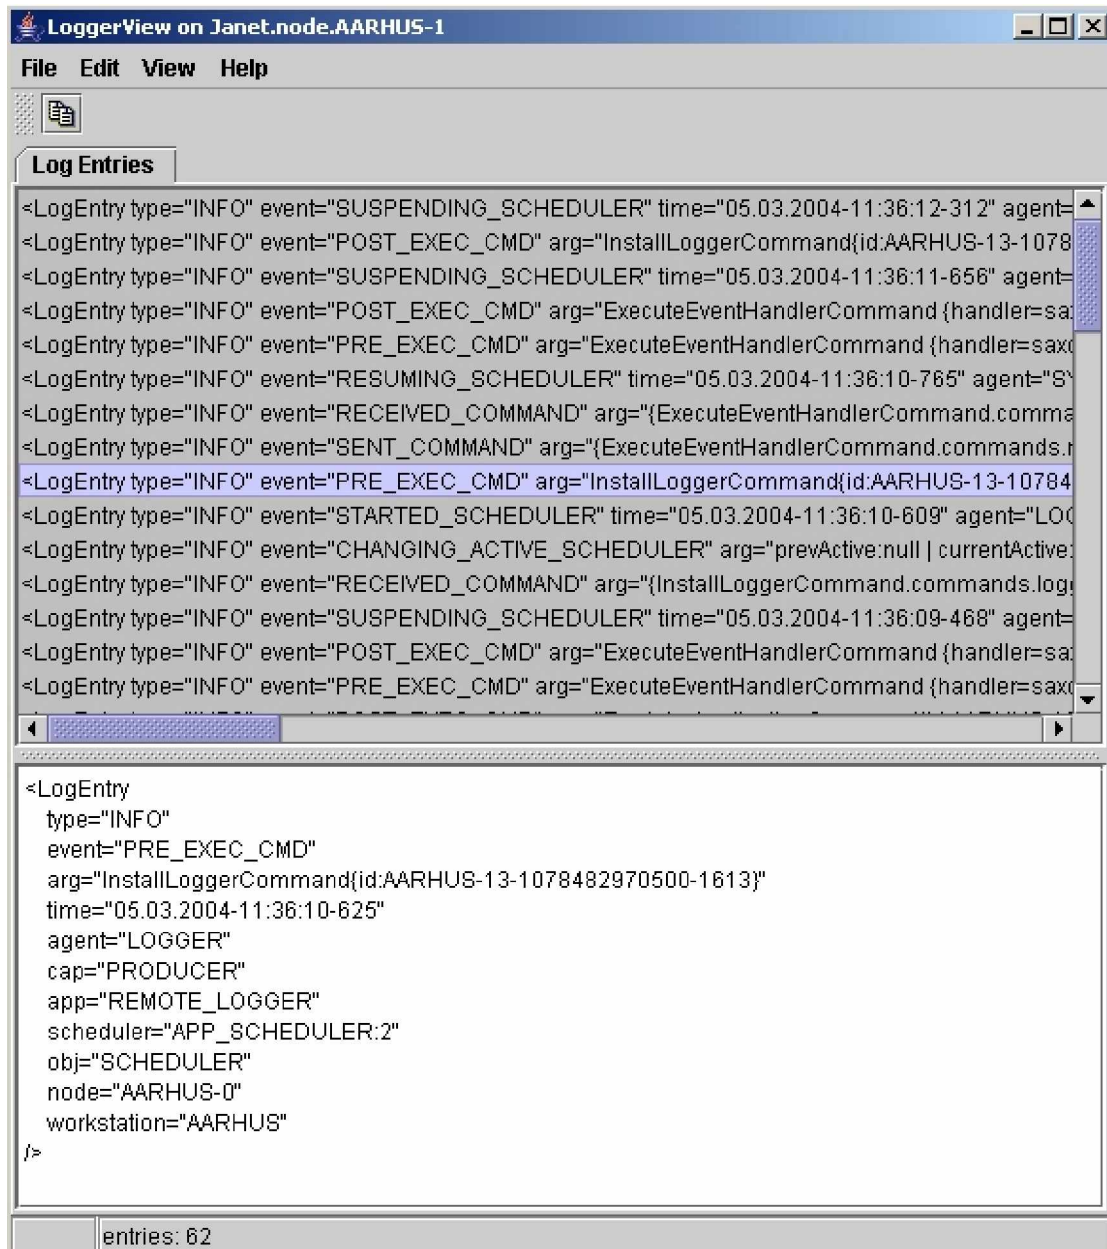 LoggerView on Janet.node.AARHUS-1
File Edit View Help
Log Entries
<LogEntry type="INFO" event="SUSPENDING_SCHEDULER" time="05.03.2004-11:36:12-312" agent=
<LogEntry type="INFO" event="POST_EXEC_CMD" arg="InstallLoggerCommand{id:AARHUS-13-1078
<LogEntry type="INFO" event="SUSPENDING_SCHEDULER" time="05.03.2004-11:36:11-656" agent=
<LogEntry type="INFO" event="POST_EXEC_CMD" arg="ExecuteEventHandlerCommand {handler=sax
<LogEntry type="INFO" event="PRE_EXEC_CMD" arg="ExecuteEventHandlerCommand {handler=saxo
<LogEntry type="INFO" event="RESUMING_SCHEDULER" time="05.03.2004-11:36:10-765" agent="SY
<LogEntry type="INFO" event="RECEIVED_COMMAND" arg="{ExecuteEventHandlerCommand.comma
<LogEntry type="INFO" event="SENT_COMMAND" arg="{ExecuteEventHandlerCommand.commands.r
<LogEntry type="INFO" event="PRE_EXEC_CMD" arg="InstallLoggerCommand{id:AARHUS-13-10784
<LogEntry type="INFO" event="STARTED_SCHEDULER" time="05.03.2004-11:36:10-609" agent="LOG
<LogEntry type="INFO" event="CHANGING_ACTIVE_SCHEDULER" arg="prevActive:null | currentActive:
<LogEntry type="INFO" event="RECEIVED_COMMAND" arg="{InstallLoggerCommand.commands.log
<LogEntry type="INFO" event="SUSPENDING_SCHEDULER" time="05.03.2004-11:36:09-468" agent=
<LogEntry type="INFO" event="POST_EXEC_CMD" arg="ExecuteEventHandlerCommand {handler=sax
<LogEntry type="INFO" event="PRE_EXEC_CMD" arg="ExecuteEventHandlerCommand {handler=saxo
<LogEntry
type="INFO"
event="PRE_EXEC_CMD"
arg="InstallLoggerCommand{id:AARHUS-13-1078482970500-1613}"
time="05.03.2004-11:36:10-625"
agent="LOGGER"
cap="PRODUCER"
app="REMOTE_LOGGER"
scheduler="APP_SCHEDULER:2"
obj="SCHEDULER"
node="AARHUS-0"
workstation="AARHUS"
/>
entries: 62